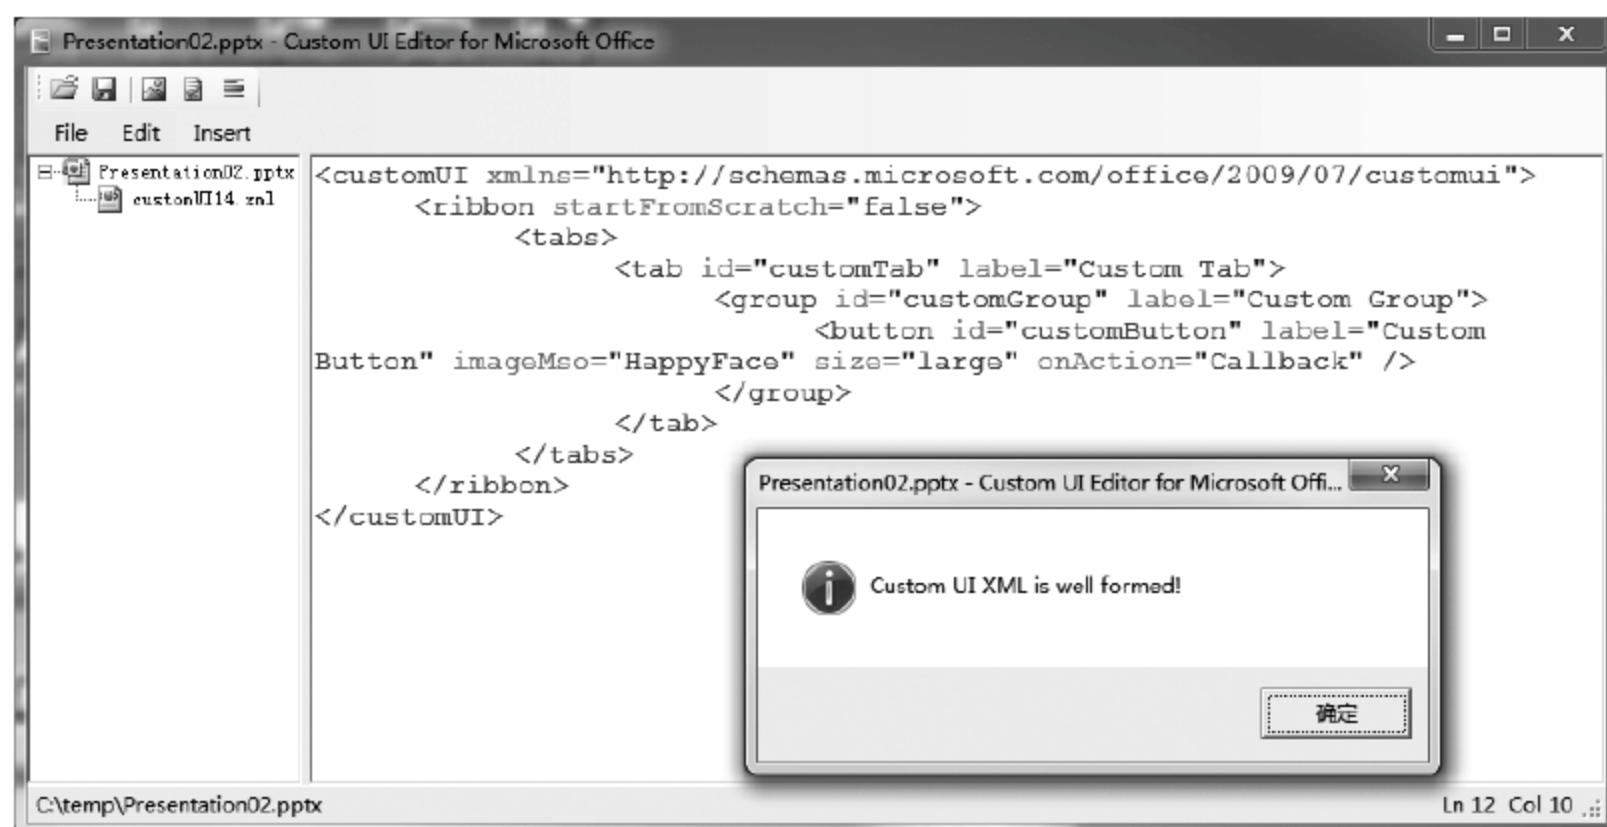 Presentation02.pptx - Custom UI Editor for Microsoft Office
File Edit Insert
Presentation02.pptx
customUI14.xml
<customUI xmlns="http://schemas.microsoft.com/office/2009/07/customui">
<ribbon startFromScratch="false">
<tabs>
<tab id="customTab" label="Custom Tab">
<group id="customGroup" label="Custom Group">
<button id="customButton" label="Custom
Button" imageMso="HappyFace" size="large" onAction="Callback" />
</group>
</tab>
</tabs>
</ribbon>
</customUI>
Presentation02.pptx - Custom UI Editor for Microsoft Offi...
Custom UI XML is well formed!
确定
C:\temp\Presentation02.pptx
Ln 12 Col 10